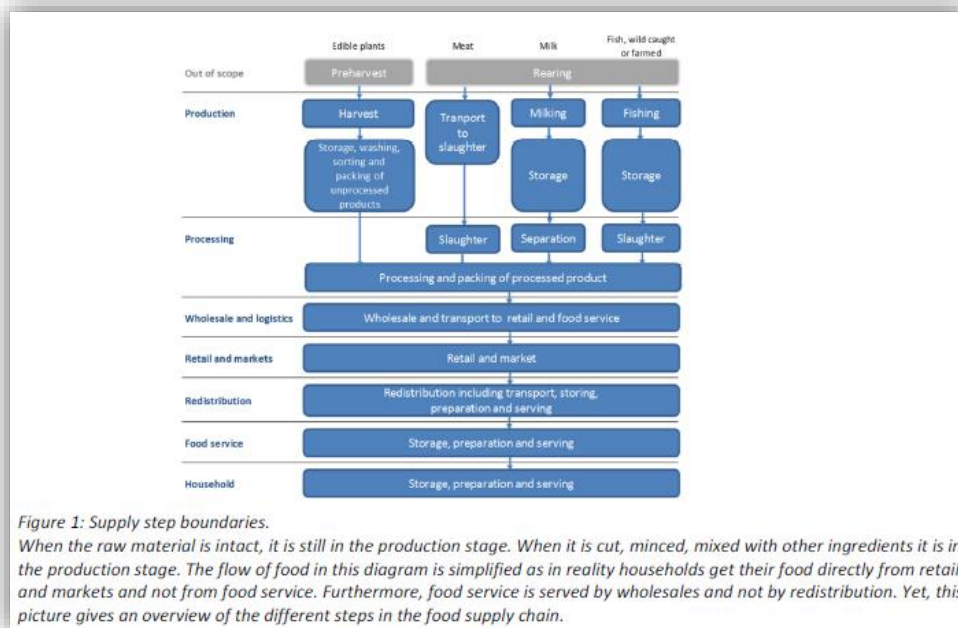 Edible plants Meat Milk Fish, wild caught
or farmed
Out of scope Preharvest Rearing
Production Harvest Tranport
to
slaughter Milking Fishing
Storage, washing,
sorting and
packing of
unprocessed
products Storage Storage
Processing Slaughter Separation Slaughter
Processing and packing of processed product
Wholesale and logistics Wholesale and transport to retail and food service
Retail and markets Retail and market
Redistribution Redistribution including transport, storing,
preparation and serving
Food service Storage, preparation and serving
Household Storage, preparation and serving
Figure 1: Supply step boundaries.
When the raw material is intact, it is still in the production stage. When it is cut, minced, mixed with other ingredients it is in
the production stage. The flow of food in this diagram is simplified as in reality households get their food directly from retail
and markets and not from food service. Furthermore, food service is served by wholesales and not by redistribution. Yet, this
picture gives an overview of the different steps in the food supply chain.